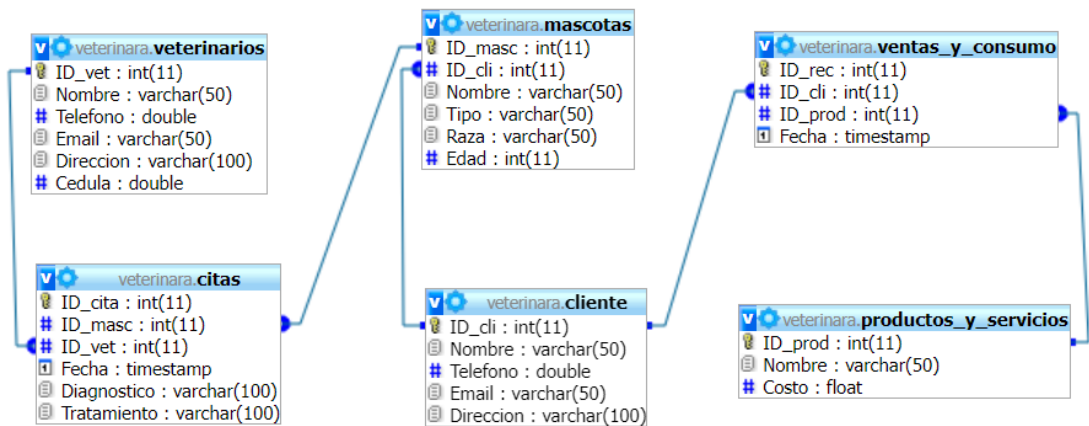 veterinara.veterinarios
ID_vet : int(11)
Nombre : varchar(50)
Telefono : double
Email : varchar(50)
Direccion : varchar(100)
Cedula : double
veterinara.mascotas
ID_masc : int(11)
ID_cli : int(11)
Nombre : varchar(50)
Tipo : varchar(50)
Raza : varchar(50)
Edad : int(11)
veterinara.ventas_y_consumo
ID_rec : int(11)
ID_cli : int(11)
ID_prod : int(11)
Fecha : timestamp
veterinara.citas
ID_cita : int(11)
ID_masc : int(11)
ID_vet : int(11)
Fecha : timestamp
Diagnostico : varchar(100)
Tratamiento : varchar(100)
veterinara.cliente
ID_cli : int(11)
Nombre : varchar(50)
Telefono : double
Email : varchar(50)
Direccion : varchar(100)
veterinara.productos_y_servicios
ID_prod : int(11)
Nombre : varchar(50)
Costo : float